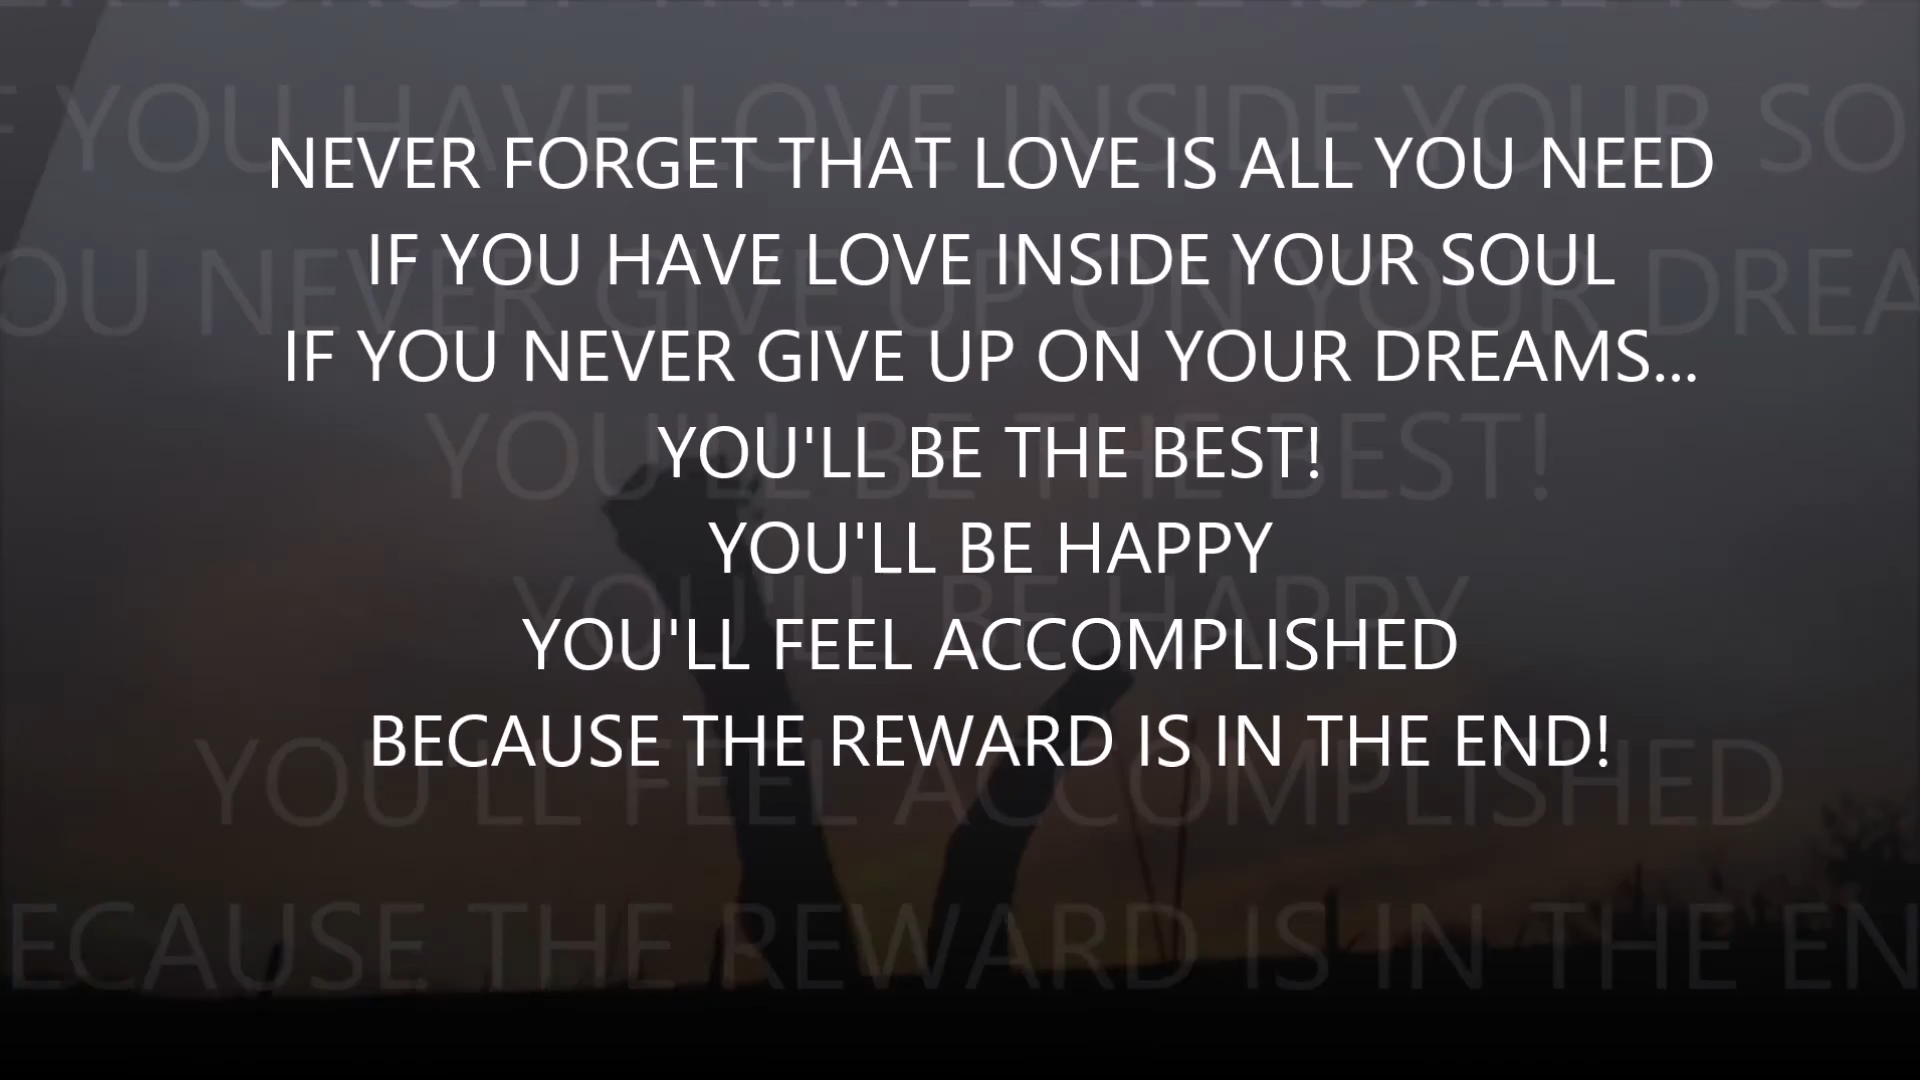 NEVER FORGET THAT LOVE IS ALL YOU NEED
IF YOU HAVE LOVE INSIDE YOUR SOUL
IF YOU NEVER GIVE UP ON YOUR DREAMS...
YOU'LL BE THE BEST!
YOU'LL BE HAPPY
YOU'LL FEEL ACCOMPLISHED
BECAUSE THE REWARD IS IN THE END!